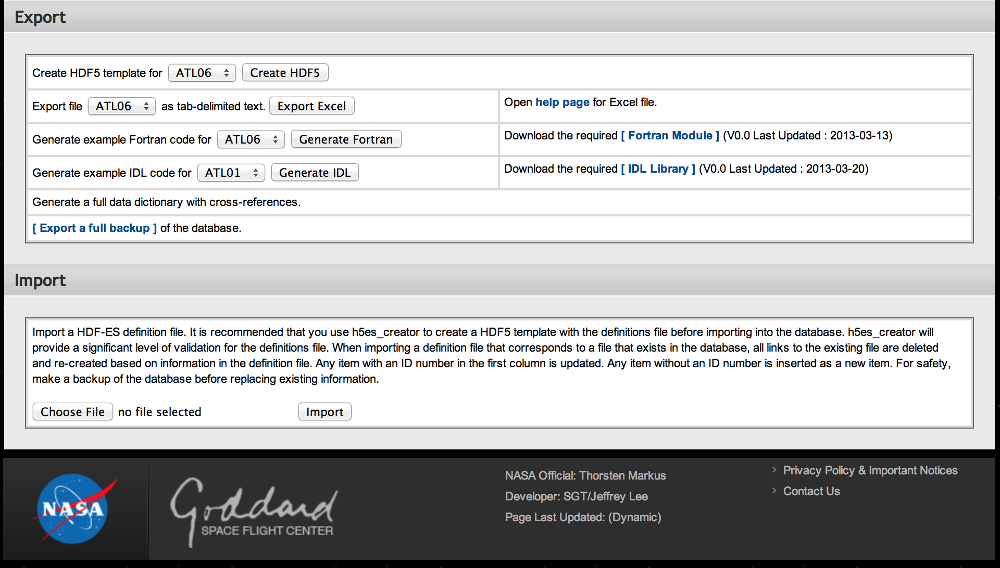 Export
Create HDF5 template for ATL06 Create HDF5
Export file ATL06 as tab-delimited text. Export Excel
Open help page for Excel file.
Generate example Fortran code for ATL06 Generate Fortran
Download the required [ Fortran Module ] (V0.0 Last Updated : 2013-03-13)
Generate example IDL code for ATL01 Generate IDL
Download the required [ IDL Library ] (V0.0 Last Updated : 2013-03-20)
Generate a full data dictionary with cross-references.
[ Export a full backup ] of the database.
Import
Import a HDF-ES definition file. It is recommended that you use h5es_creator to create a HDF5 template with the definitions file before importing into the database. h5es_creator will
provide a significant level of validation for the definitions file. When importing a definition file that corresponds to a file that exists in the database, all links to the existing file are deleted
and re-created based on information in the definition file. Any item with an ID number in the first column is updated. Any item without an ID number is inserted as a new item. For safety,
make a backup of the database before replacing existing information.
Choose File no file selected Import
NASA
Goddard
SPACE FLIGHT CENTER
NASA Official: Thorsten Markus
Developer: SGT/Jeffrey Lee
Page Last Updated: (Dynamic)
Privacy Policy & Important Notices
Contact Us